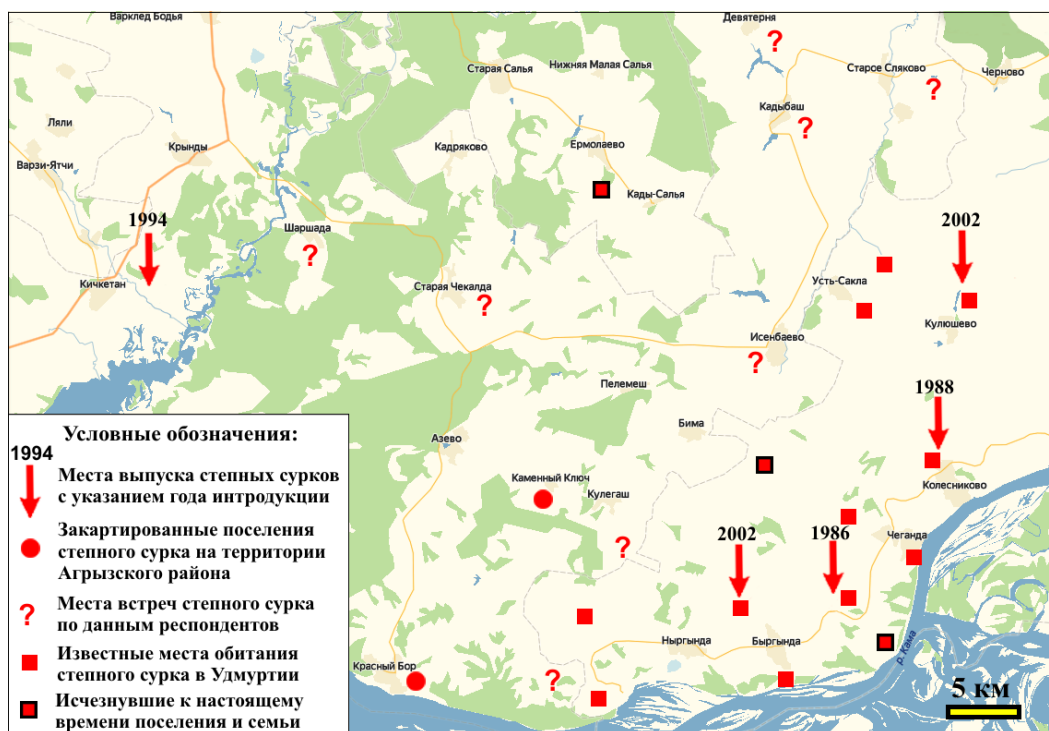 Варклед Бодья
Девятерня
Старая Салья
Нижняя Малая Салья
Старое Сляково
Черново
Кадыбаш
Ляли
Крынды
Варзи-Ятчи
Кадряково
Ермолаево
Кады-Салья
1994
Шаршада
2002
Кичкетан
Старая Чекалда
Усть-Сакла
Кулюшево
Исенбаево
Пелемеш
1988
Азево
Бима
Каменный Ключ
Кулегаш
Колесниково
2002
1986
Чеганда
Ныргында
Быргында
Красный Бор
р. Кама
5 км
Условные обозначения:
1994
Места выпуска степных сурков
с указанием года интродукции
Закартированные поселения
степного сурка на территории
Агрызского района
Места встреч степного сурка
по данным респондентов
Известные места обитания
степного сурка в Удмуртии
Исчезнувшие к настоящему
времени поселения и семьи